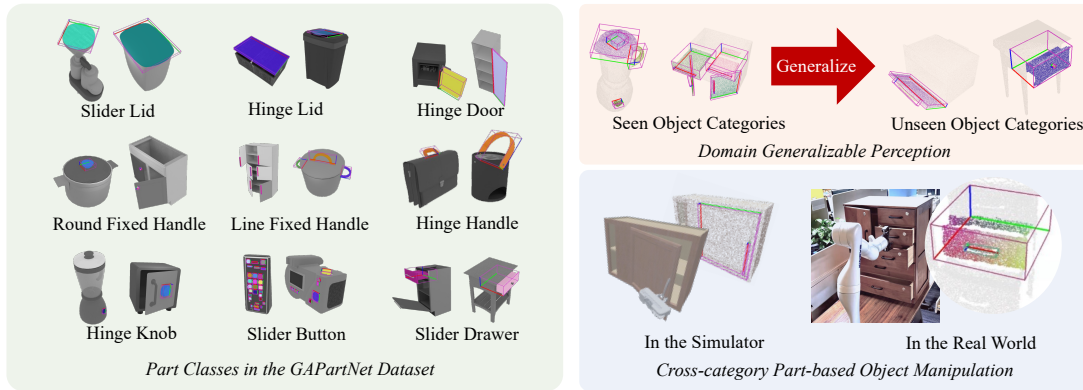 Slider Lid
Hinge Lid
Hinge Door
Round Fixed Handle
Line Fixed Handle
Hinge Handle
Hinge Knob
Slider Button
Slider Drawer
Part Classes in the GAPartNet Dataset
Generalize
Seen Object Categories
Unseen Object Categories
Domain Generalizable Perception
In the Simulator
In the Real World
Cross-category Part-based Object Manipulation